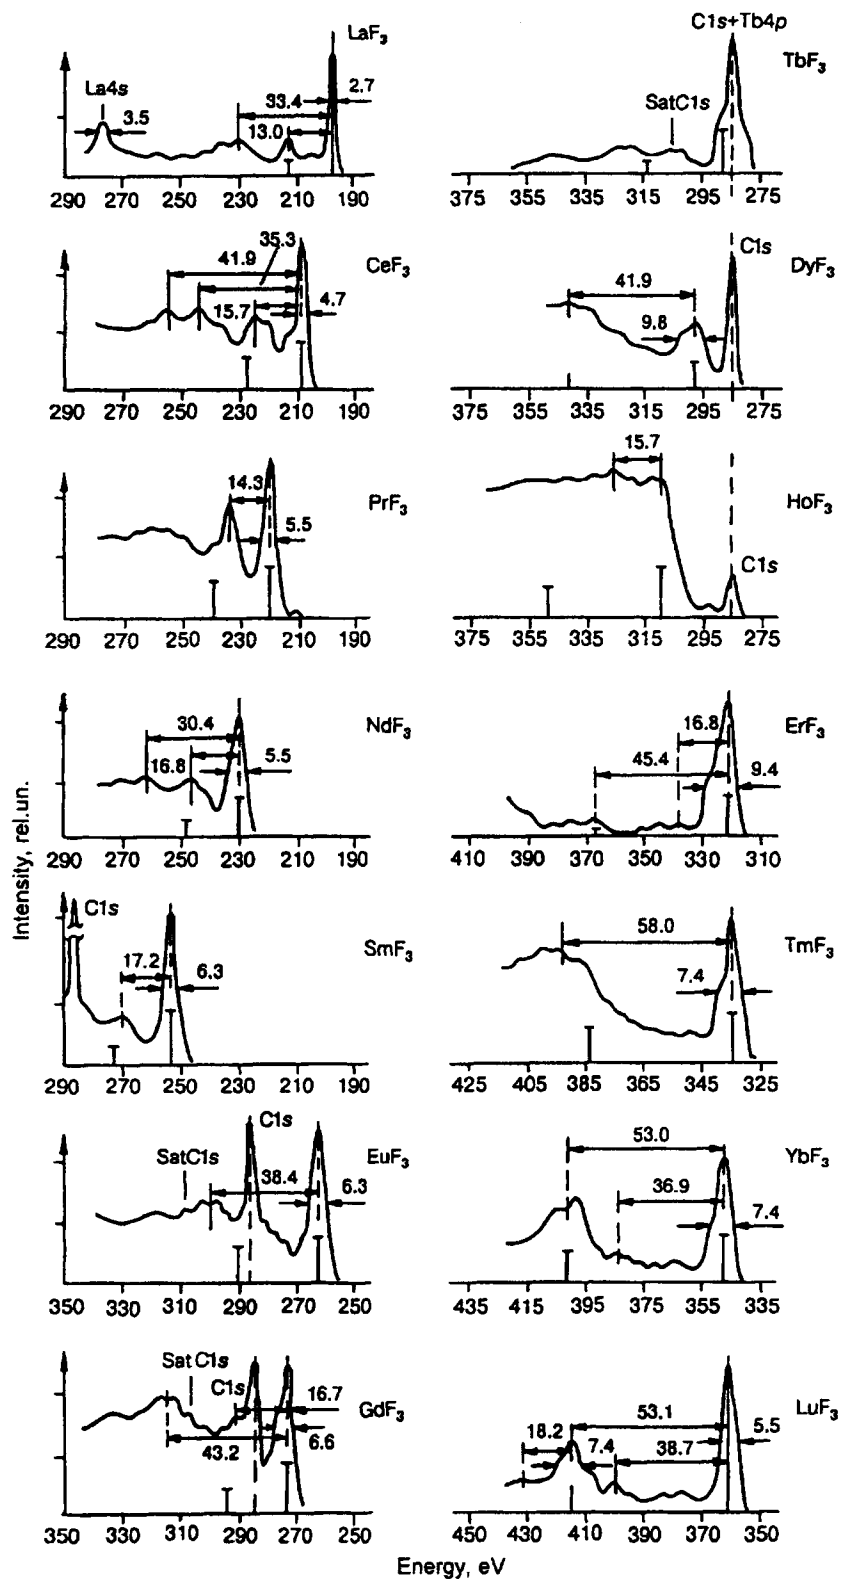 LaF3
La4s
3.5
33.4
2.7
13.0
290 270 250 230 210 190
C1s+Tb4p
TbF3
SatC1s
375 355 335 315 295 275
35.3
41.9
CeF3
15.7
4.7
290 270 250 230 210 190
C1s
DyF3
41.9
9.8
375 355 335 315 295 275
PrF3
14.3
5.5
290 270 250 230 210 190
15.7
HoF3
C1s
375 355 335 315 295 275
NdF3
30.4
16.8
5.5
290 270 250 230 210 190
16.8
ErF3
45.4
9.4
410 390 370 350 330 310
C1s
SmF3
17.2
6.3
290 270 250 230 210 190
58.0
TmF3
7.4
425 405 385 365 345 325
C1s
SatC1s
EuF3
38.4
6.3
350 330 310 290 270 250
53.0
YbF3
36.9
7.4
435 415 395 375 355 335
SatC1s
C1s
16.7
GdF3
43.2
6.6
350 330 310 290 270 250
53.1
LuF3
18.2
7.4
38.7
5.5
450 430 410 390 370 350
Intensity, rel.un.
Energy, eV